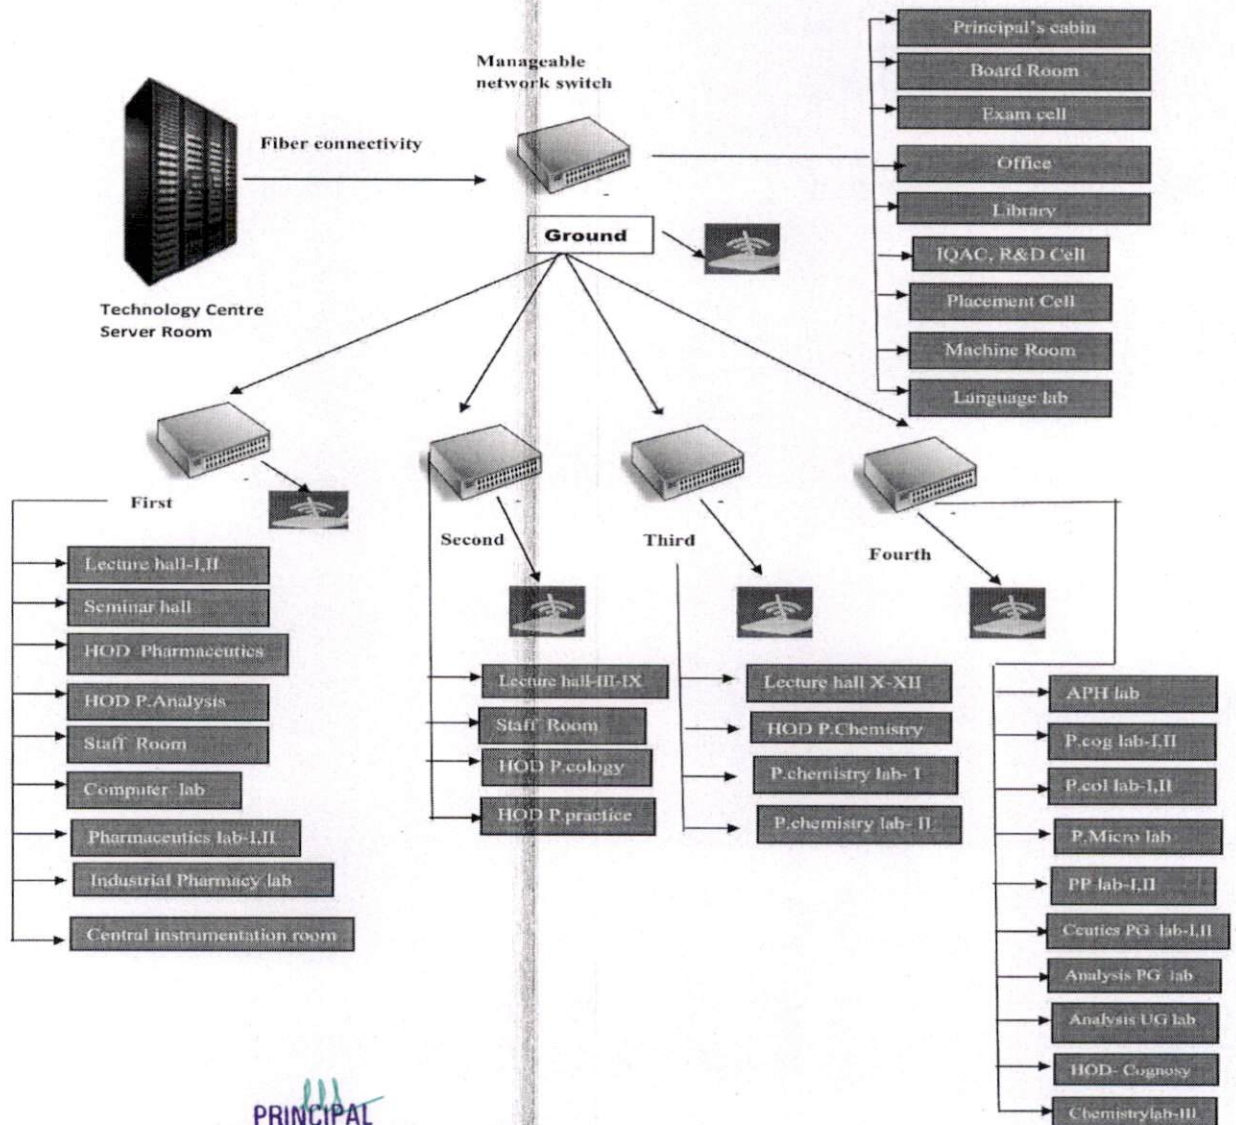 Manageable
network switch
Fiber connectivity
Technology Centre
Server Room
Ground
Principal's cabin
Board Room
Exam cell
Office
Library
IQAC, R&D Cell
Placement Cell
Machine Room
Language lab
First
Lecture hall-I,II
Seminar hall
HOD Pharmaceutics
HOD P.Analysis
Staff Room
Computer lab
Pharmaceutics lab-I,II
Industrial Pharmacy lab
Central instrumentation room
Second
Lecture hall-III-IX
Staff Room
HOD P.cology
HOD P.practice
Third
Lecture hall X-XII
HOD P.Chemistry
P.chemistry lab- I
P.chemistry lab- II
Fourth
APH lab
P.cog lab-I,II
P.col lab-I,II
P.Micro lab
PP lab-I,II
Ceutics PG lab-I,II
Analysis PG lab
Analysis UG lab
HOD- Cognosy
Chemistrylab-III
PRINCIPAL